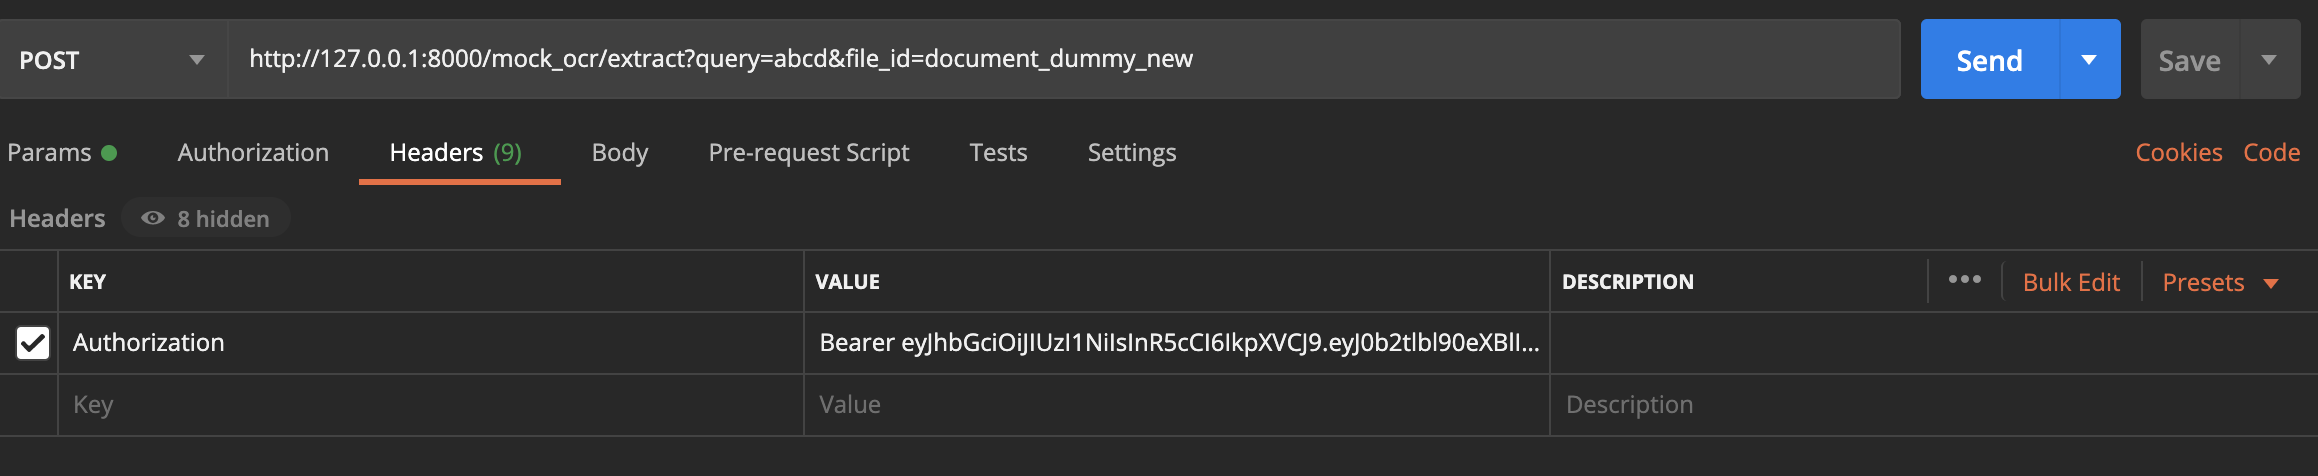 POST http://127.0.0.1:8000/mock_ocr/extract?query=abcd&file_id=document_dummy_new Send Save
Params Authorization Headers (9) Body Pre-request Script Tests Settings Cookies Code
Headers 8 hidden
KEY VALUE DESCRIPTION ••• Bulk Edit Presets
Authorization Bearer eyJhbGciOiJIUzI1NiIsInR5cCI6IkpXVCJ9.eyJ0b2tlbl90eXBlI...
Key Value Description